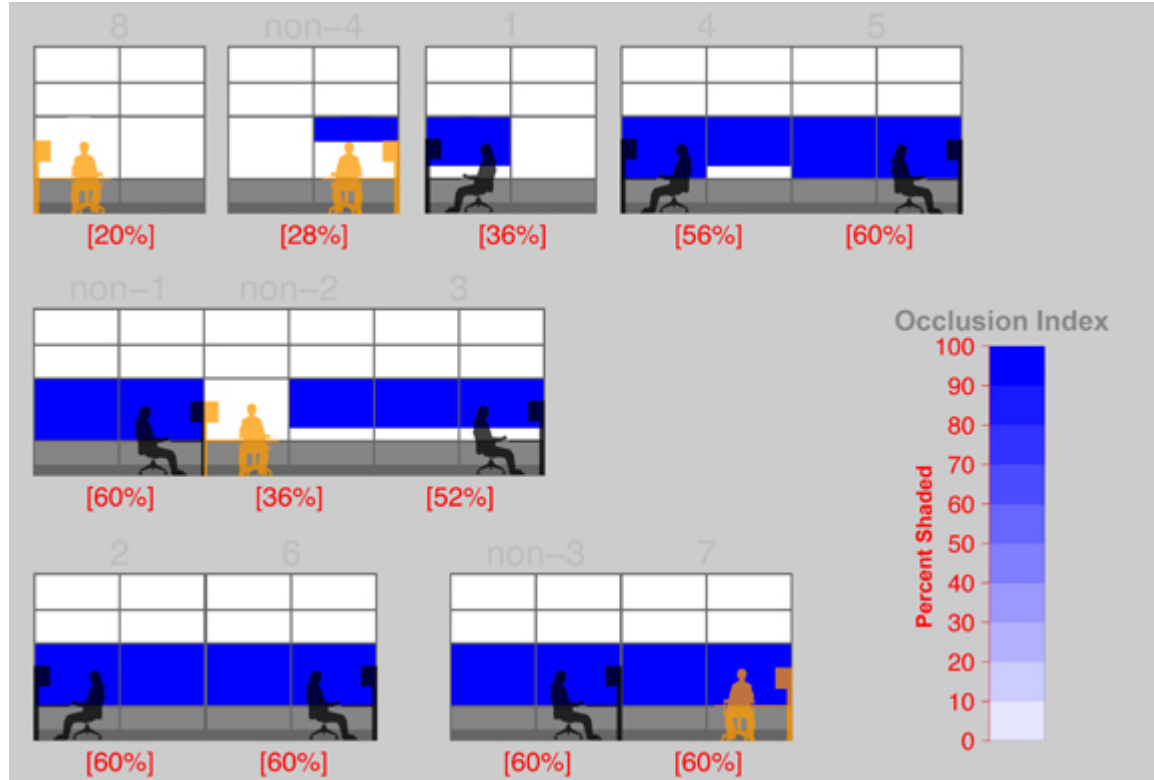 8 non-4 1 4 5
[20%] [28%] [36%] [56%] [60%]
non-1 non-2 3
[60%] [36%] [52%]
Occlusion Index
100
90
80
70
60
50
40
30
20
10
0
Percent Shaded
2 6 non-3 7
[60%] [60%] [60%] [60%]